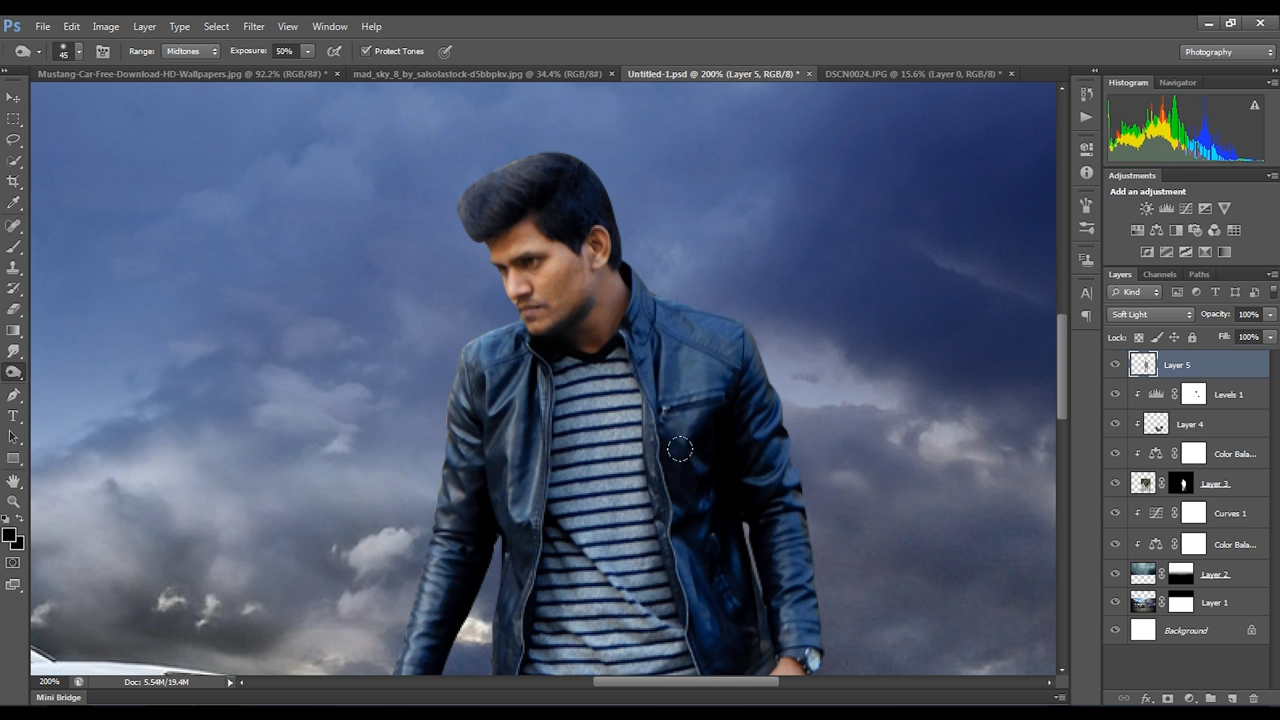 Ps File Edit Image Layer Type Select Filter View Window Help
45 Range: Midtones Exposure: 50% Protect Tones Photography
Mustang-Car-Free-Download-HD-Wallpapers.jpg @ 92.2% (RGB/8#) * × mad_sky_8_by_salsolastock-d5bbpkv.jpg @ 34.4% (RGB/8#) × Untitled-1.psd @ 200% (Layer 5, RGB/8) * × DSCN0024.JPG @ 15.6% (Layer 0, RGB/8) * ×
Histogram Navigator
Adjustments
Add an adjustment
Layers Channels Paths
Kind
Soft Light Opacity: 100%
Lock: Fill: 100%
Layer 5
Levels 1
Layer 4
Color Bala...
Layer 3
Curves 1
Color Bala...
Layer 2
Layer 1
Background
200% Doc: 5.54M/19.4M
Mini Bridge